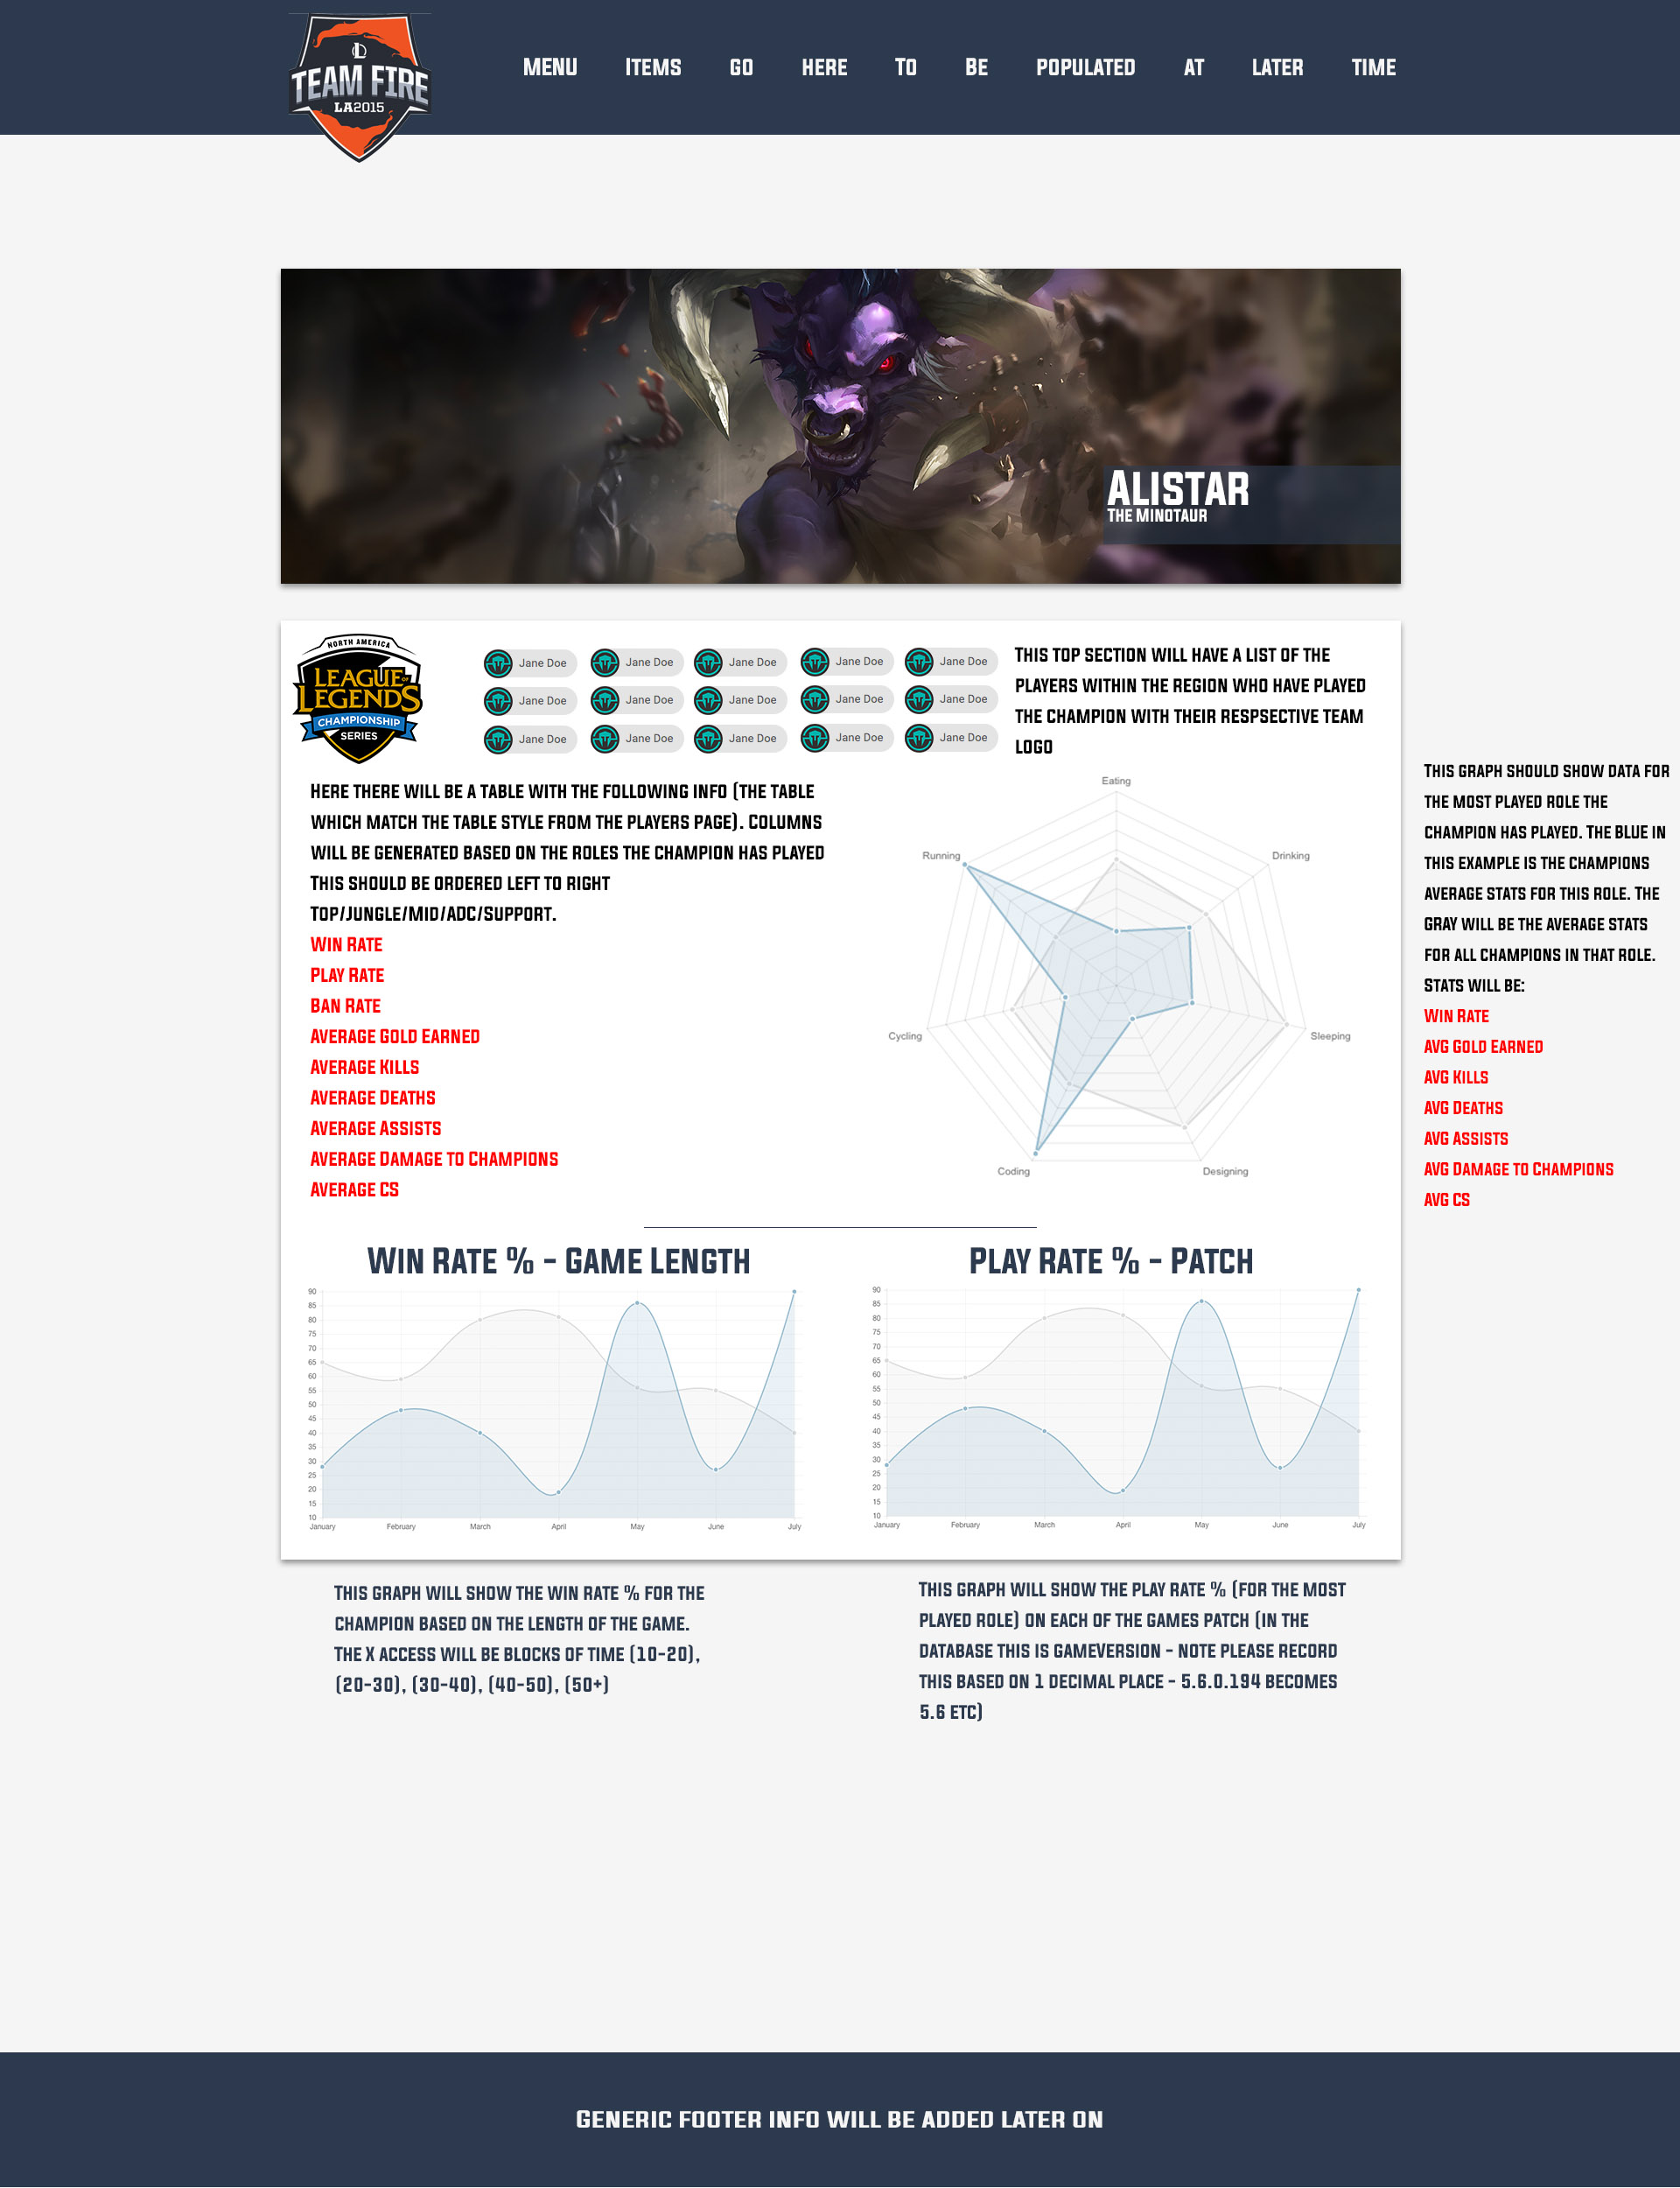 TEAM FIRE
LA2015
MENU Items go here To Be populated at later time
Alistar
The Minotaur
NORTH AMERICA
LEAGUE OF
LEGENDS
CHAMPIONSHIP
SERIES
Jane Doe Jane Doe Jane Doe Jane Doe Jane Doe
Jane Doe Jane Doe Jane Doe Jane Doe Jane Doe
Jane Doe Jane Doe Jane Doe Jane Doe Jane Doe
This top section will have a list of the
players within the region who have played
the champion with their respsective team
logo
Here there will be a table with the following info (the table
which match the table style from the players page). Columns
will be generated based on the roles the champion has played
This should be ordered left to right
Top/Jungle/Mid/ADC/Support.
Win Rate
Play Rate
Ban Rate
Average Gold Earned
Average Kills
Average Deaths
Average Assists
Average Damage to Champions
Average CS
Eating
Drinking
Sleeping
Designing
Coding
Cycling
Running
This graph should show data for
the most played role the
champion has played. The BLUE in
this example is the champions
average stats for this role. The
GRAY will be the average stats
for all champions in that role.
Stats will be:
Win Rate
AVG Gold Earned
AVG Kills
AVG Deaths
AVG Assists
AVG Damage to Champions
AVG CS
Win Rate % - Game Length
90
85
80
75
70
65
60
55
50
45
40
35
30
25
20
15
10
January February March April May June July
Play Rate % - Patch
90
85
80
75
70
65
60
55
50
45
40
35
30
25
20
15
10
January February March April May June July
This graph will show the win rate % for the
champion based on the length of the game.
The X access will be blocks of time (10-20),
(20-30), (30-40), (40-50), (50+)
This graph will show the play rate % (for the most
played role) on each of the games patch (in the
database this is gameVersion - note please record
this based on 1 decimal place - 5.6.0.194 becomes
5.6 etc)
Generic footer info will be added later on